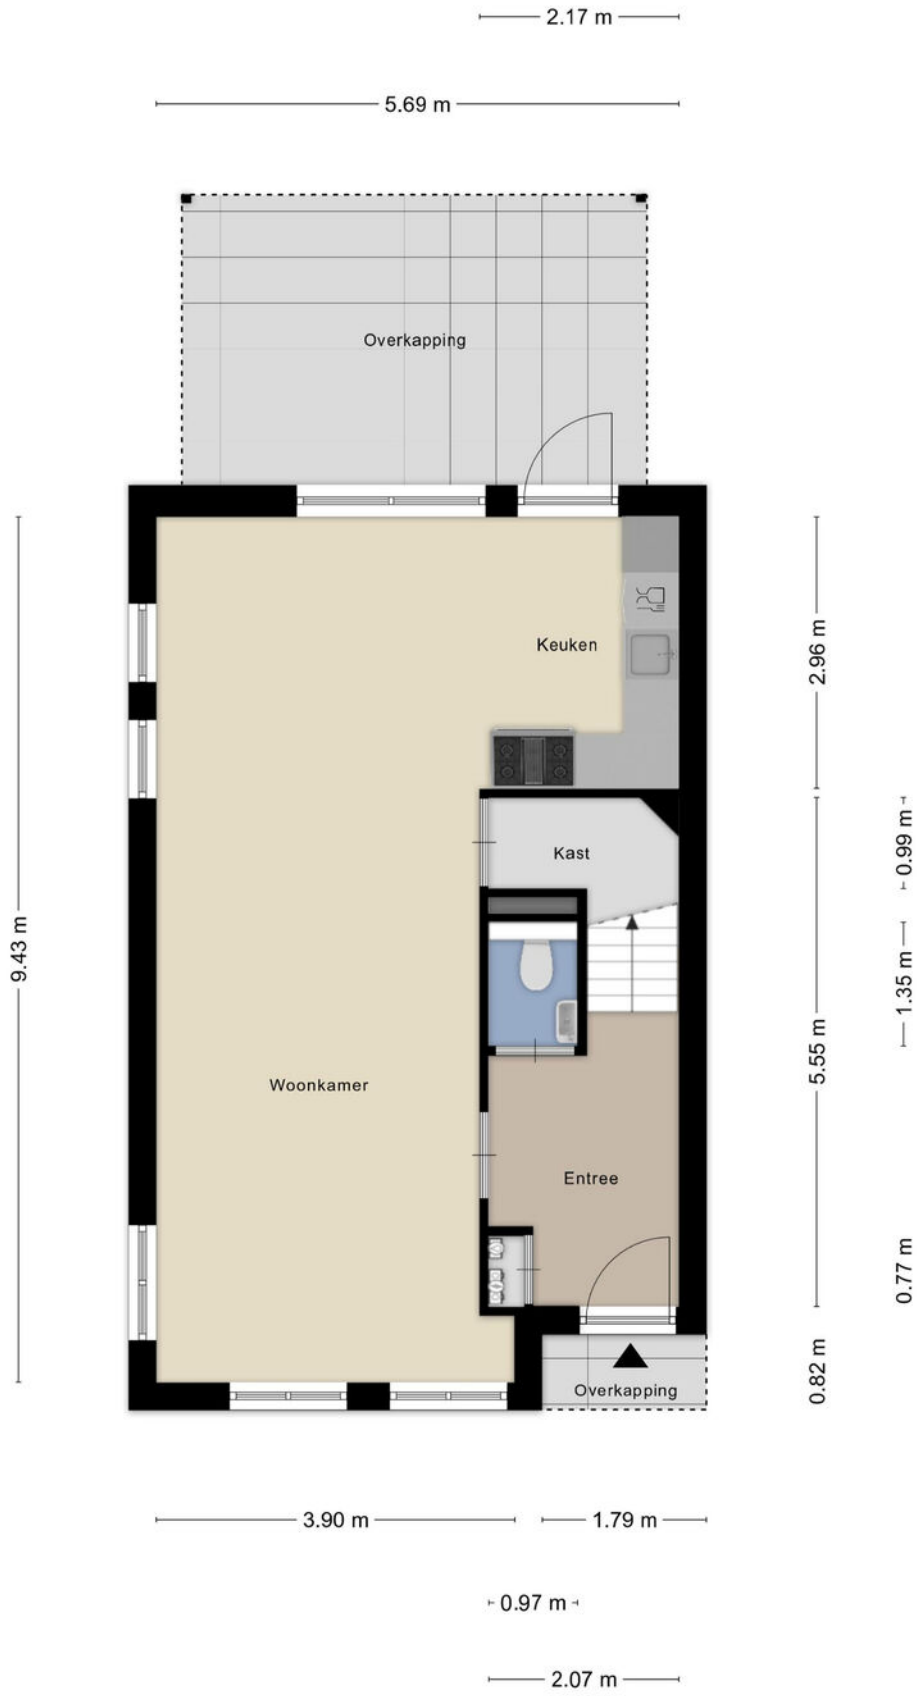 2.17 m
5.69 m
Overkapping
Keuken
2.96 m
Kast
0.99 m
9.43 m
1.35 m
5.55 m
Woonkamer
Entree
0.77 m
0.82 m
Overkapping
3.90 m
1.79 m
0.97 m
2.07 m